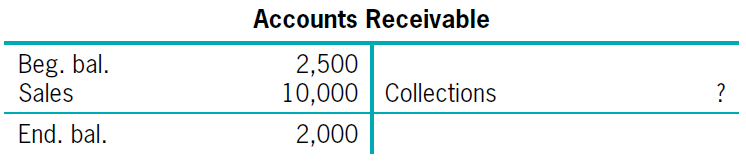 Accounts Receivable
Beg. bal. 2,500
Sales 10,000 Collections ?
End. bal. 2,000